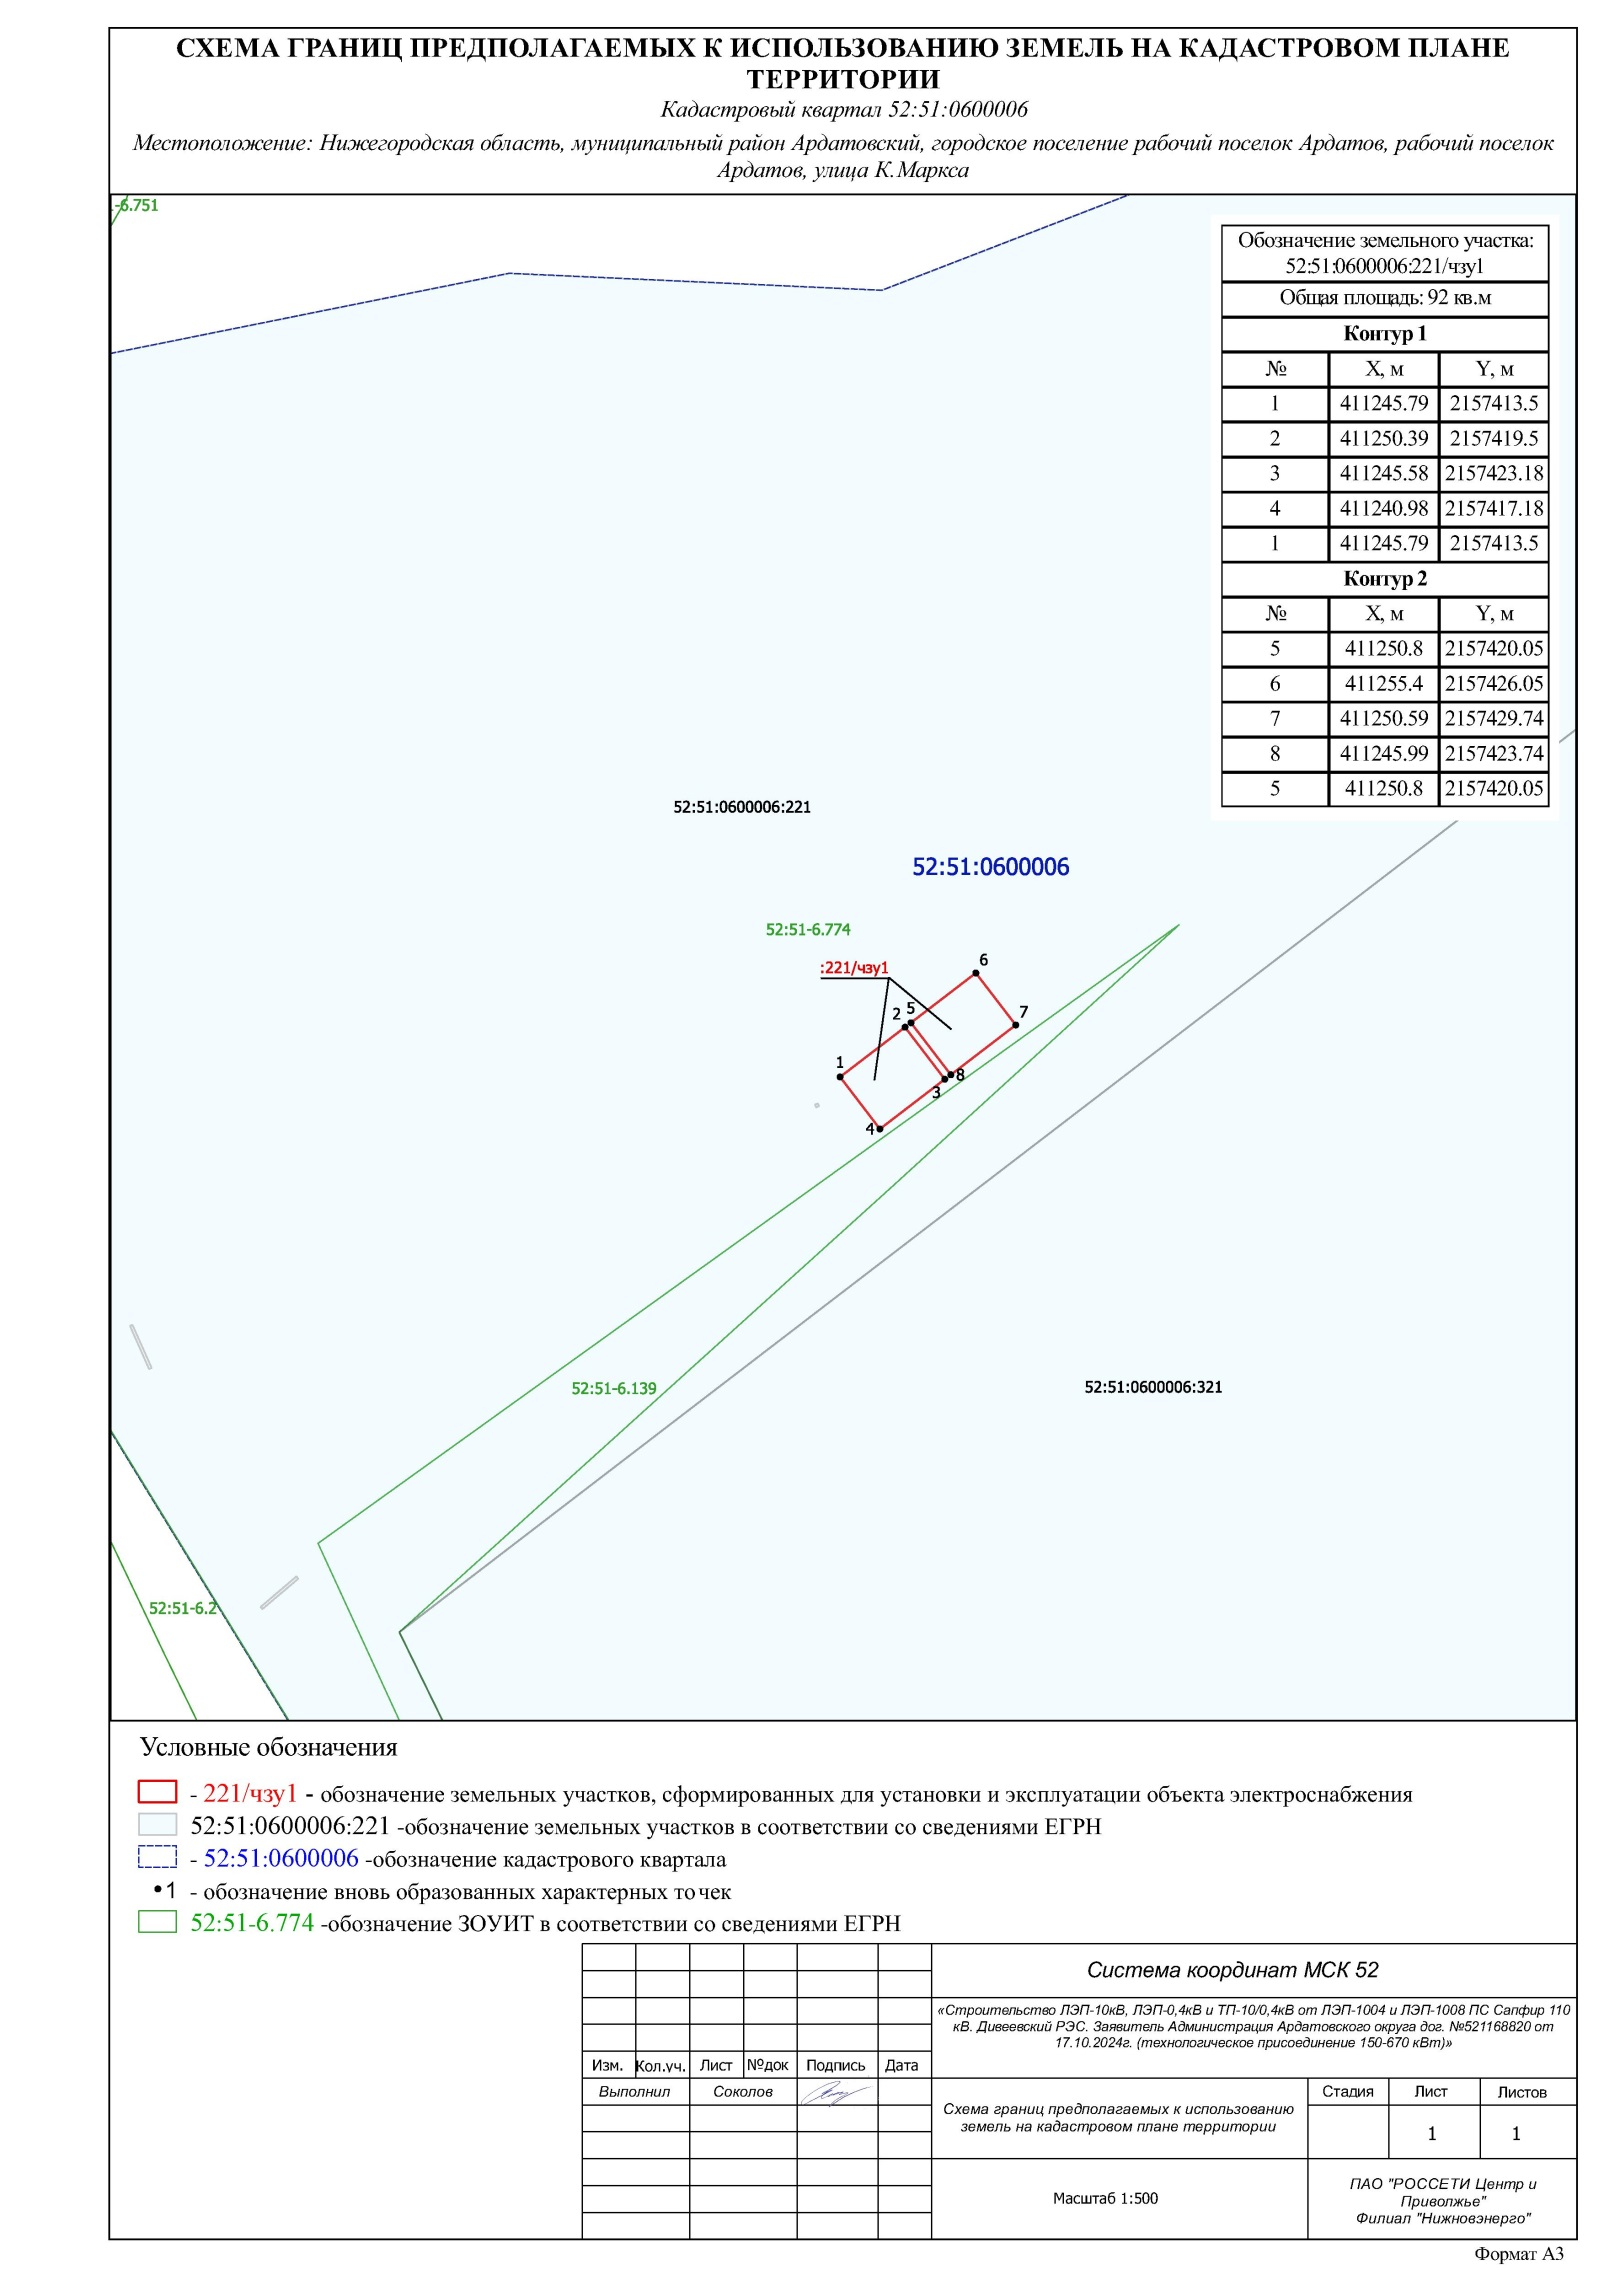 СХЕМА ГРАНИЦ ПРЕДПОЛАГАЕМЫХ К ИСПОЛЬЗОВАНИЮ ЗЕМЕЛЬ НА КАДАСТРОВОМ ПЛАНЕ
ТЕРРИТОРИИ
Кадастровый квартал 52:51:0600006
Местоположение: Нижегородская область, муниципальный район Ардатовский, городское поселение рабочий поселок Ардатов, рабочий поселок
Ардатов, улица К.Маркса
-6.751
Обозначение земельного участка:
52:51:0600006:221/чзу1
Общая площадь: 92 кв.м
Контур 1
№ X, м Y, м
1 411245.79 2157413.5
2 411250.39 2157419.5
3 411245.58 2157423.18
4 411240.98 2157417.18
1 411245.79 2157413.5
Контур 2
№ X, м Y, м
5 411250.8 2157420.05
6 411255.4 2157426.05
7 411250.59 2157429.74
8 411245.99 2157423.74
5 411250.8 2157420.05
52:51:0600006:221
52:51:0600006
52:51-6.774
:221/чзу1
6
2 5
7
1
8
3
4
52:51-6.139
52:51:0600006:321
52:51-6.2
Условные обозначения
- 221/чзу1 - обозначение земельных участков, сформированных для установки и эксплуатации объекта электроснабжения
52:51:0600006:221 -обозначение земельных участков в соответствии со сведениями ЕГРН
- 52:51:0600006 -обозначение кадастрового квартала
•1 - обозначение вновь образованных характерных точек
52:51-6.774 -обозначение ЗОУИТ в соответствии со сведениями ЕГРН
Система координат МСК 52
«Строительство ЛЭП-10кВ, ЛЭП-0,4кВ и ТП-10/0,4кВ от ЛЭП-1004 и ЛЭП-1008 ПС Сапфир 110
кВ. Дивеевский РЭС. Заявитель Администрация Ардатовского округа дог. №521168820 от
17.10.2024г. (технологическое присоединение 150-670 кВт)»
Изм. Кол.уч. Лист №док Подпись Дата
Выполнил Соколов
Схема границ предполагаемых к использованию
земель на кадастровом плане территории
Стадия Лист Листов
1 1
Масштаб 1:500
ПАО "РОССЕТИ Центр и
Приволжье"
Филиал "Нижновэнерго"
Формат А3